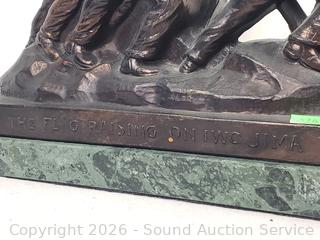 THE FLAG RAISING ON IWO JIMA
Copyright 2026 - Sound Auction Service